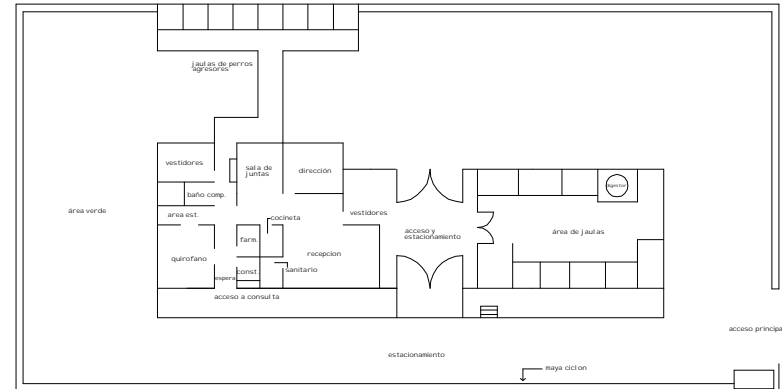 jaulas de perros
agresores
vestidores
sala de
juntas
dirección
digestor
baño comp.
área verde
area est.
vestidores
cocineta
acceso y
estacionamiento
área de jaulas
farm.
quirofano
recepcion
const.
sanitario
espera
acceso a consulta
acceso principa
estacionamiento
maya ciclon